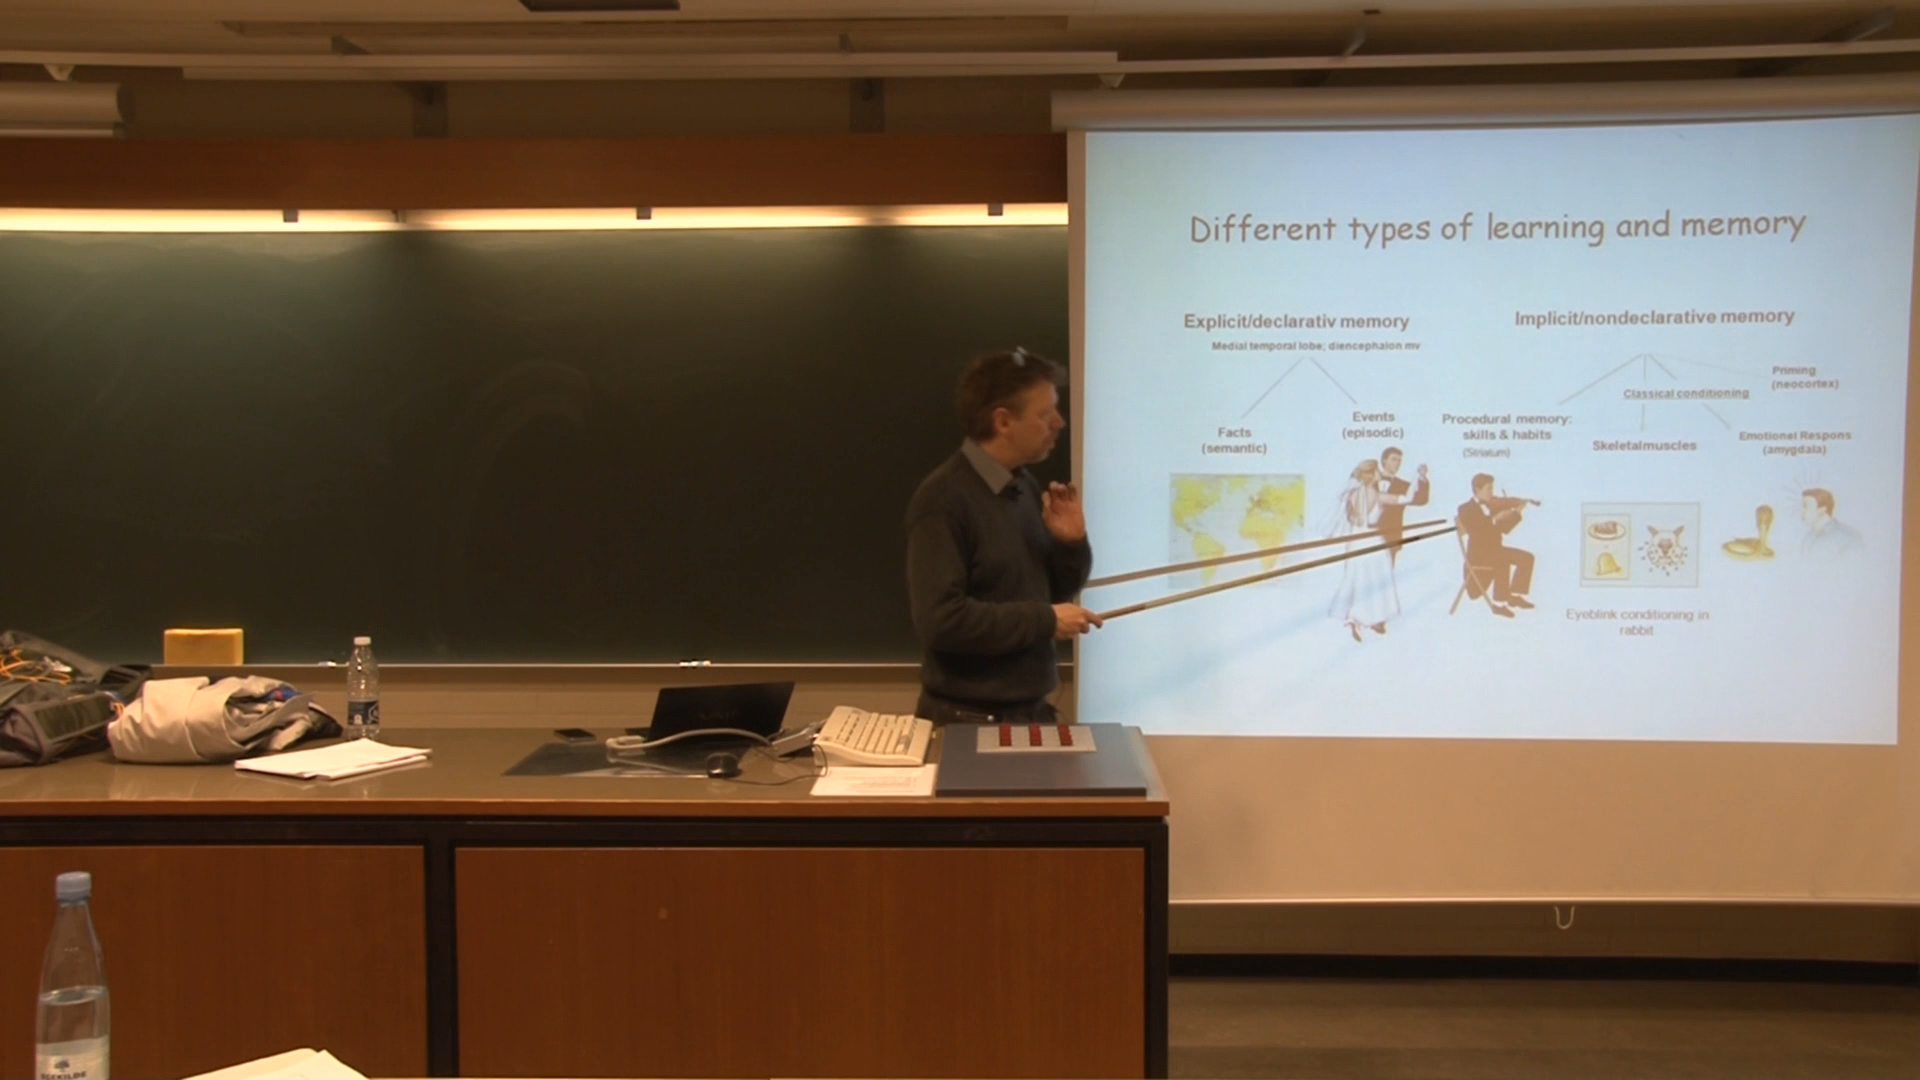 Different types of learning and memory
Explicit/declarativ memory
Medial temporal lobe; diencephalon mv
Facts
(semantic)
Events
(episodic)
Implicit/nondeclarative memory
Priming
(neocortex)
Classical conditioning
Procedural memory:
skills & habits
(Striatum)
Skeletalmuscles
Emotionel Respons
(amygdala)
Eyeblink conditioning in
rabbit
EGEKILDE